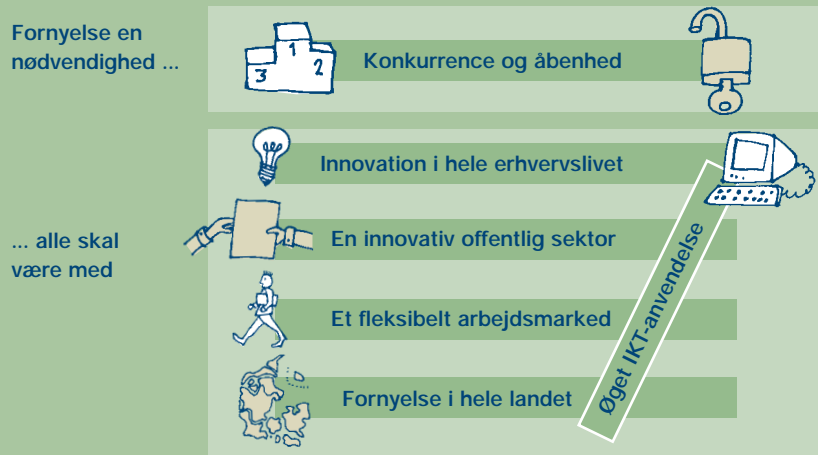 Fornyelse en
nødvendighed ...
1
2
3
Konkurrence og åbenhed
Innovation i hele erhvervslivet
... alle skal
være med
En innovativ offentlig sektor
Et fleksibelt arbejdsmarked
Fornyelse i hele landet
Øget IKT-anvendelse